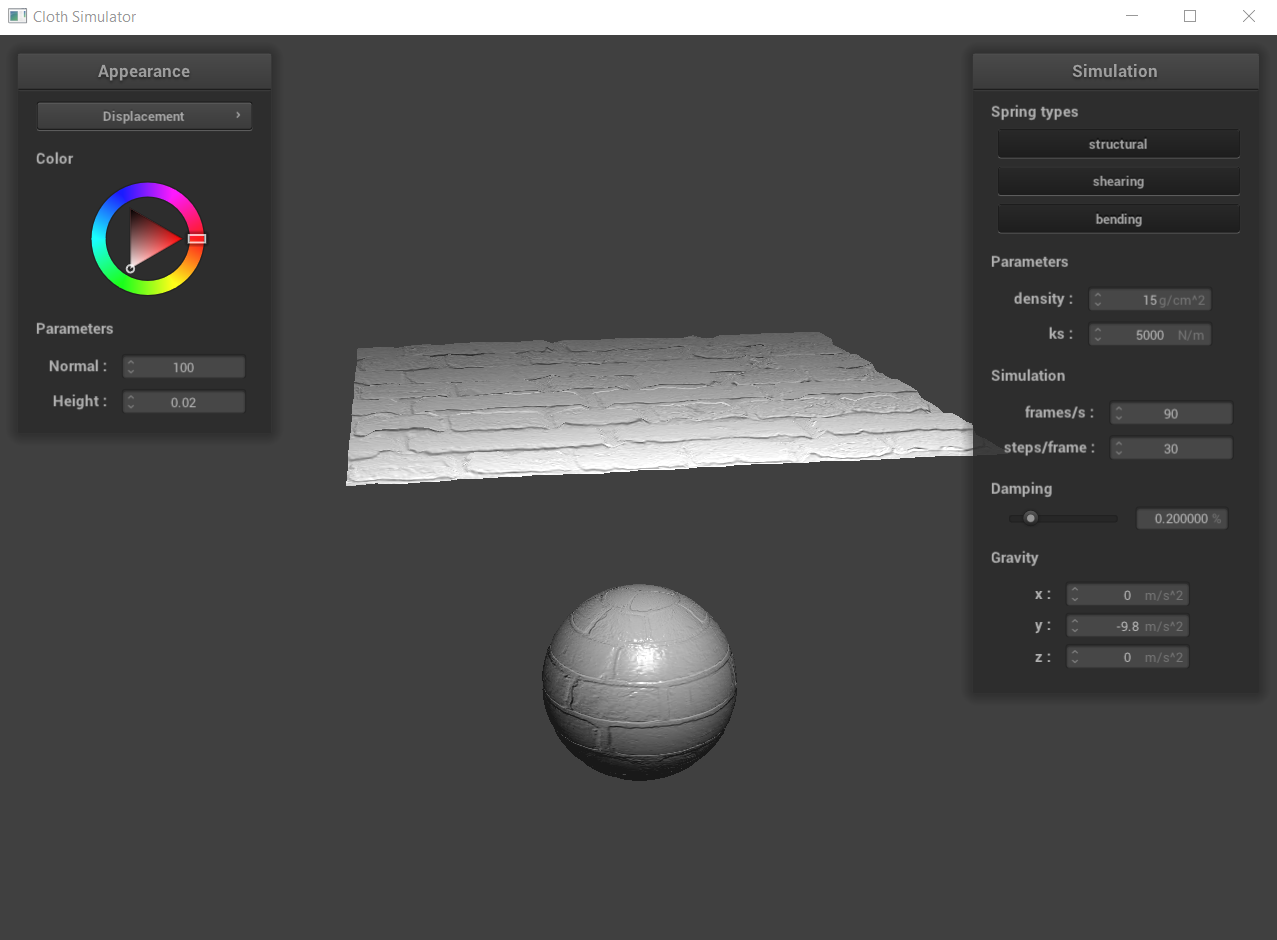 Cloth Simulator
Appearance
Displacement
Color
Parameters
Normal : 100
Height : 0.02
Simulation
Spring types
structural
shearing
bending
Parameters
density : 15 g/cm^2
ks : 5000 N/m
Simulation
frames/s : 90
steps/frame : 30
Damping
0.200000 %
Gravity
x : 0 m/s^2
y : -9.8 m/s^2
z : 0 m/s^2